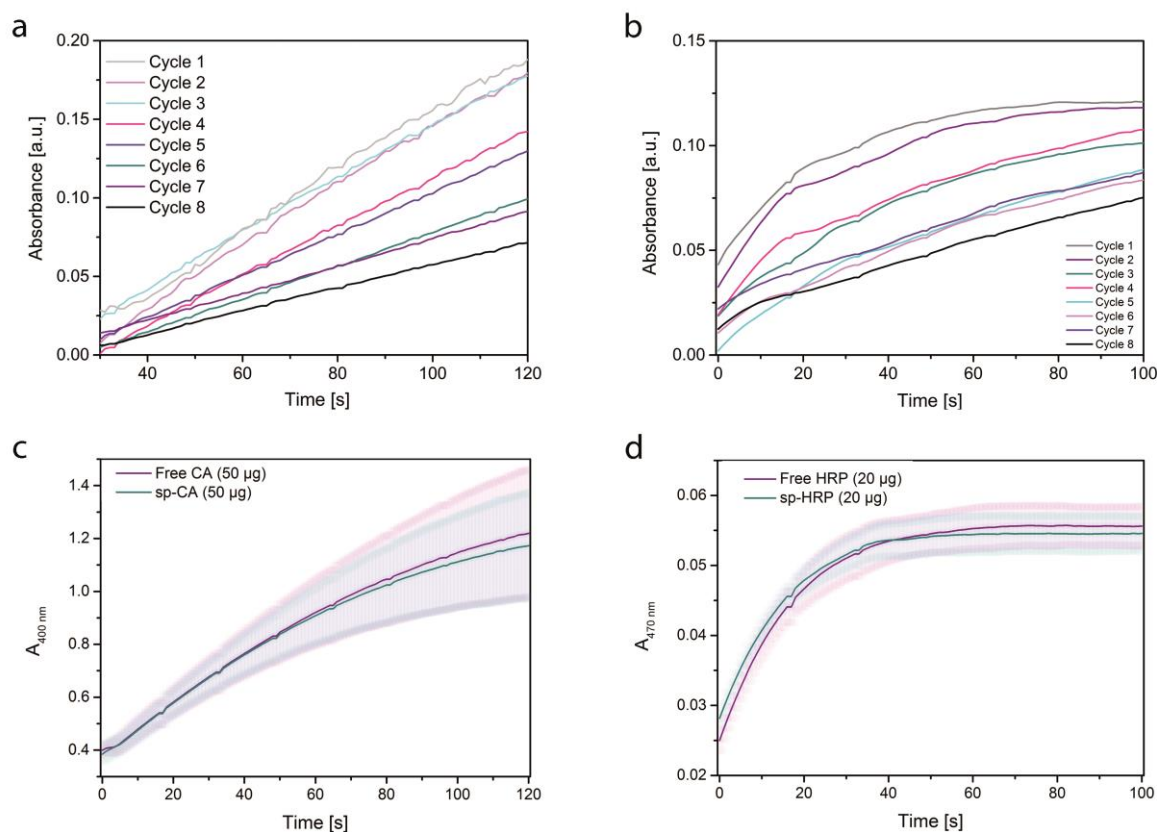 a
0.20
0.15
0.10
0.05
0.00
Absorbance [a.u.]
Cycle 1
Cycle 2
Cycle 3
Cycle 4
Cycle 5
Cycle 6
Cycle 7
Cycle 8
40 60 80 100 120
Time [s]
b
0.15
0.10
0.05
0.00
Absorbance [a.u.]
Cycle 1
Cycle 2
Cycle 3
Cycle 4
Cycle 5
Cycle 6
Cycle 7
Cycle 8
0 20 40 60 80 100
Time [s]
c
1.4
1.2
1.0
0.8
0.6
0.4
A400 nm
Free CA (50 µg)
sp-CA (50 µg)
0 20 40 60 80 100 120
Time [s]
d
0.06
0.05
0.04
0.03
0.02
A470 nm
Free HRP (20 µg)
sp-HRP (20 µg)
0 20 40 60 80 100
Time [s]